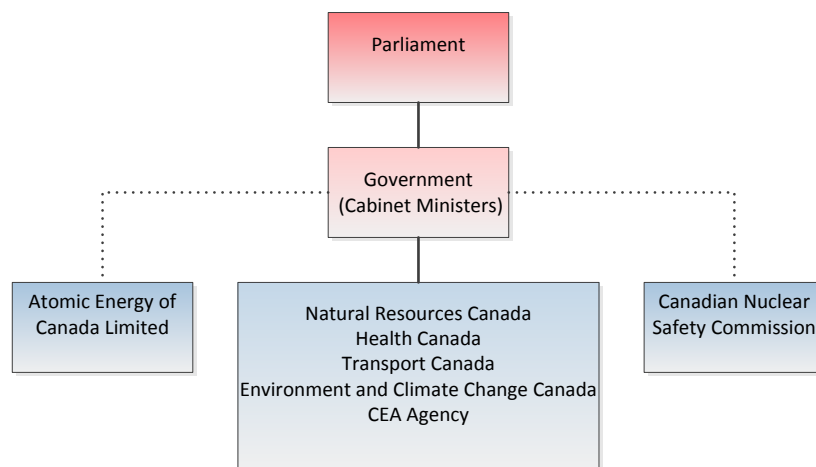 Parliament
Government
(Cabinet Ministers)
Atomic Energy of
Canada Limited
Natural Resources Canada
Health Canada
Transport Canada
Environment and Climate Change Canada
CEA Agency
Canadian Nuclear
Safety Commission